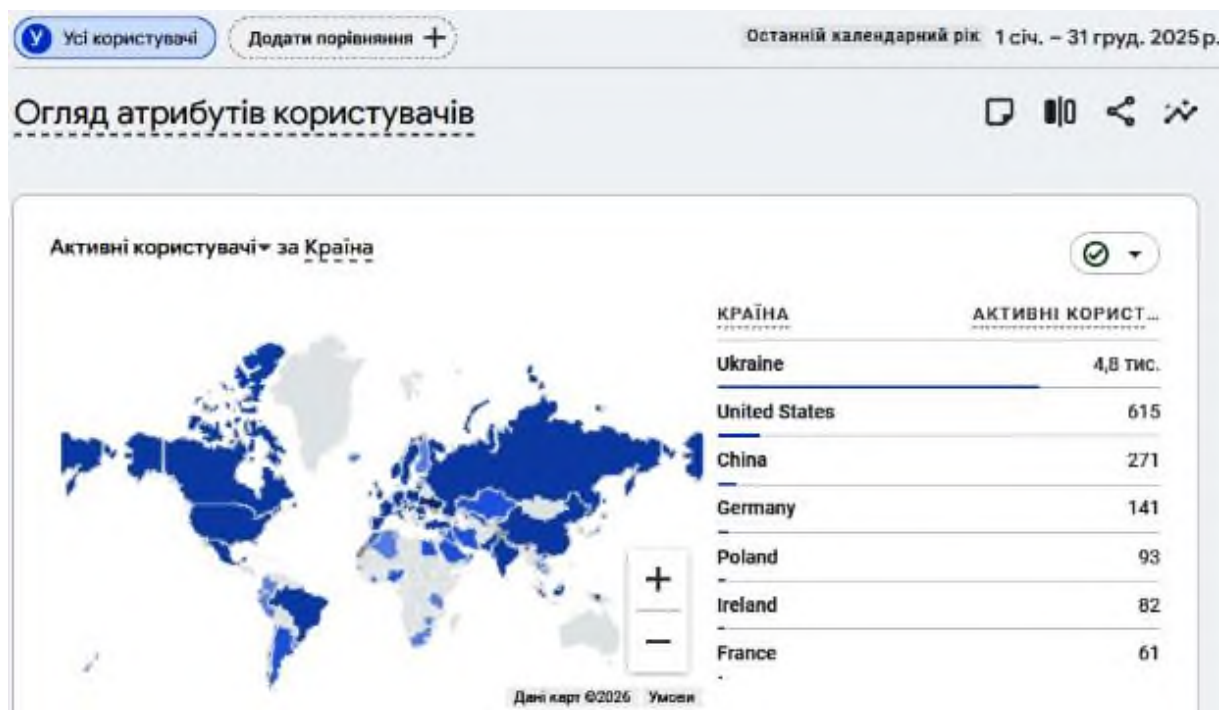 У Усі користувачі Додати порівняння + Останній календарний рік 1 січ. – 31 груд. 2025 р.
Огляд атрибутів користувачів
Активні користувачі за Країна
КРАЇНА АКТИВНІ КОРИСТ...
Ukraine 4,8 тис.
United States 615
China 271
Germany 141
Poland 93
Ireland 82
France 61
+
−
Дані карт ©2026 Умови